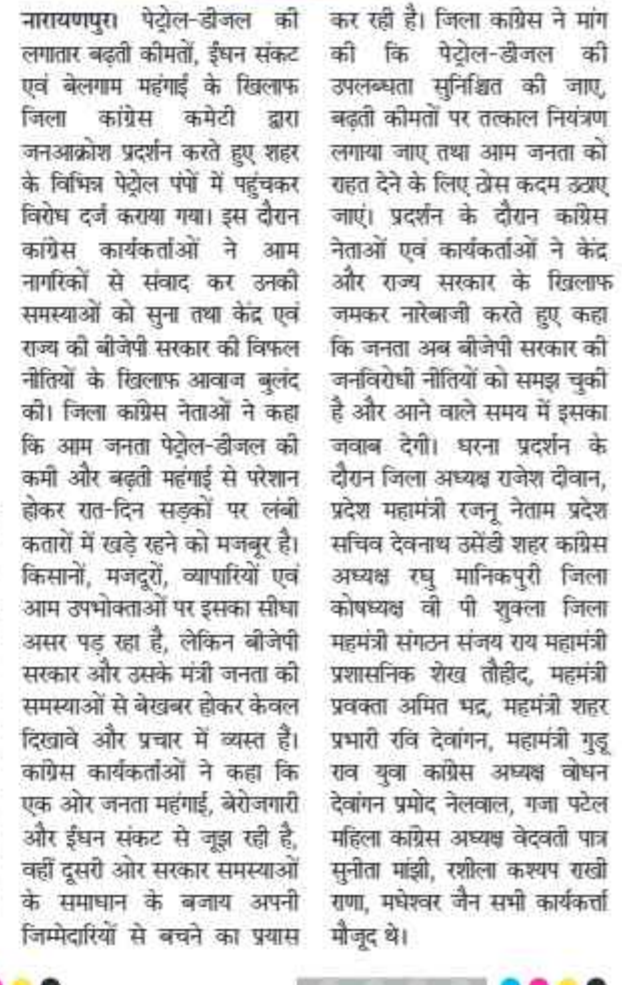 नारायणपुर। पेट्रोल-डीजल की
लगातार बढ़ती कीमतों, ईंधन संकट
एवं बेलगाम महंगाई के खिलाफ
जिला कांग्रेस कमेटी द्वारा
जनआक्रोश प्रदर्शन करते हुए शहर
के विभिन्न पेट्रोल पंपों में पहुंचकर
विरोध दर्ज कराया गया। इस दौरान
कांग्रेस कार्यकर्ताओं ने आम
नागरिकों से संवाद कर उनकी
समस्याओं को सुना तथा केंद्र एवं
राज्य की बीजेपी सरकार की विफल
नीतियों के खिलाफ आवाज बुलंद
की। जिला कांग्रेस नेताओं ने कहा
कि आम जनता पेट्रोल-डीजल की
कमी और बढ़ती महंगाई से परेशान
होकर रात-दिन सड़कों पर लंबी
कतारों में खड़े रहने को मजबूर है।
किसानों, मजदूरों, व्यापारियों एवं
आम उपभोक्ताओं पर इसका सीधा
असर पड़ रहा है, लेकिन बीजेपी
सरकार और उसके मंत्री जनता की
समस्याओं से बेखबर होकर केवल
दिखावे और प्रचार में व्यस्त हैं।
कांग्रेस कार्यकर्ताओं ने कहा कि
एक ओर जनता महंगाई, बेरोजगारी
और ईंधन संकट से जूझ रही है,
वहीं दूसरी ओर सरकार समस्याओं
के समाधान के बजाय अपनी
जिम्मेदारियों से बचने का प्रयास
कर रही है। जिला कांग्रेस ने मांग
की कि पेट्रोल-डीजल की
उपलब्धता सुनिश्चित की जाए,
बढ़ती कीमतों पर तत्काल नियंत्रण
लगाया जाए तथा आम जनता को
राहत देने के लिए ठोस कदम उठाए
जाएं। प्रदर्शन के दौरान कांग्रेस
नेताओं एवं कार्यकर्ताओं ने केंद्र
और राज्य सरकार के खिलाफ
जमकर नारेबाजी करते हुए कहा
कि जनता अब बीजेपी सरकार की
जनविरोधी नीतियों को समझ चुकी
है और आने वाले समय में इसका
जवाब देगी। धरना प्रदर्शन के
दौरान जिला अध्यक्ष राजेश दीवान,
प्रदेश महामंत्री रजनू नेताम प्रदेश
सचिव देवनाथ उसेंडी शहर कांग्रेस
अध्यक्ष रघु मानिकपुरी जिला
कोषध्यक्ष वी पी शुक्ला जिला
महमंत्री संगठन संजय राय महामंत्री
प्रशासनिक शेख तौहीद, महमंत्री
प्रवक्ता अमित भद्र, महमंत्री शहर
प्रभारी रवि देवांगन, महामंत्री गुड्डू
राव युवा कांग्रेस अध्यक्ष वोधन
देवांगन प्रमोद नेलवाल, गजा पटेल
महिला कांग्रेस अध्यक्ष वेदवती पात्र
सुनीता मांझी, रशीला कश्यप राखी
राणा, मघेश्वर जैन सभी कार्यकर्त्ता
मौजूद थे।